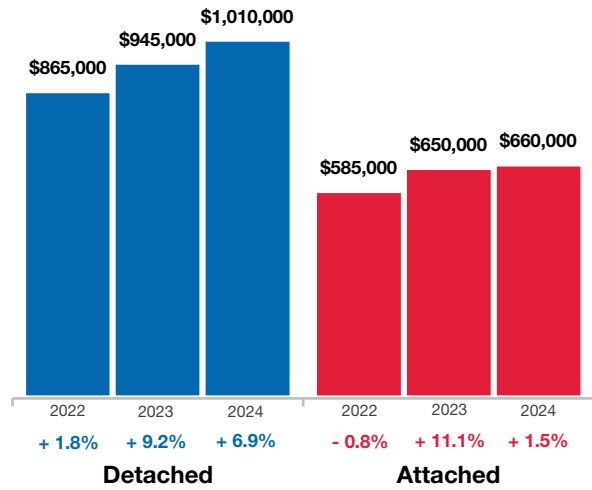 $865,000
$945,000
$1,010,000
$585,000
$650,000
$660,000
2022 2023 2024 2022 2023 2024
+ 1.8% + 9.2% + 6.9% - 0.8% + 11.1% + 1.5%
Detached Attached